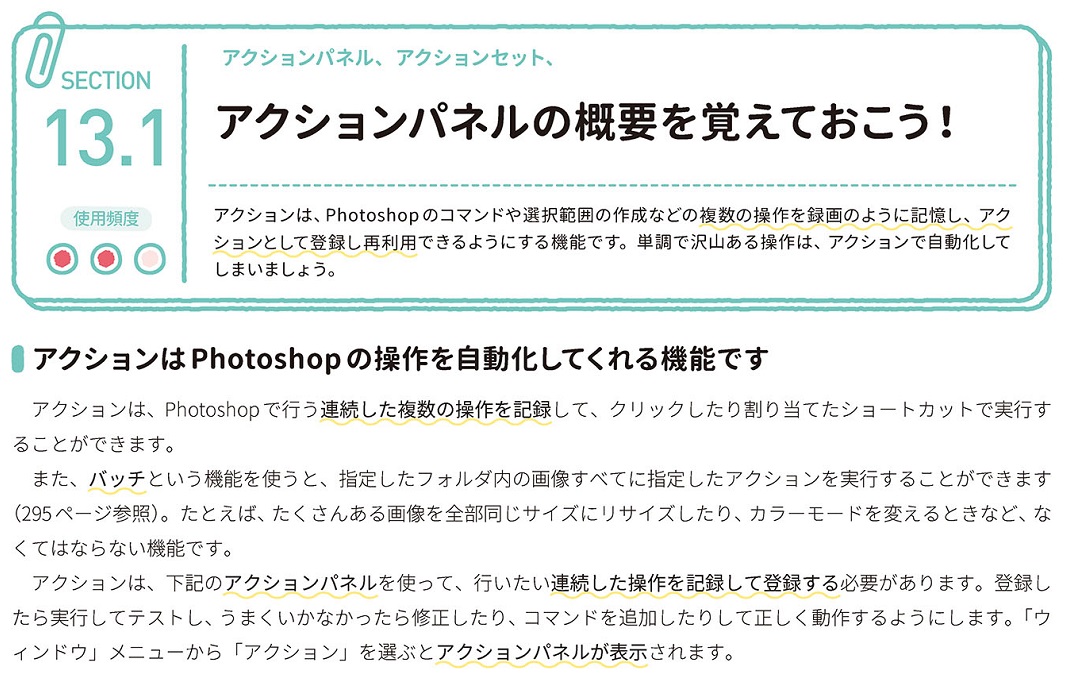 SECTION
13.1
使用頻度
アクションパネル、アクションセット、
アクションパネルの概要を覚えておこう！
アクションは、Photoshopのコマンドや選択範囲の作成などの複数の操作を録画のように記憶し、アク
ションとして登録し再利用できるようにする機能です。単調で沢山ある操作は、アクションで自動化して
しまいましょう。
アクションはPhotoshopの操作を自動化してくれる機能です
アクションは、Photoshopで行う連続した複数の操作を記録して、クリックしたり割り当てたショートカットで実行す
ることができます。
また、バッチという機能を使うと、指定したフォルダ内の画像すべてに指定したアクションを実行することができます
（295ページ参照）。たとえば、たくさんある画像を全部同じサイズにリサイズしたり、カラーモードを変えるときなど、な
くてはならない機能です。
アクションは、下記のアクションパネルを使って、行いたい連続した操作を記録して登録する必要があります。登録し
たら実行してテストし、うまくいかなかったら修正したり、コマンドを追加したりして正しく動作するようにします。「ウ
ィンドウ」メニューから「アクション」を選ぶとアクションパネルが表示されます。